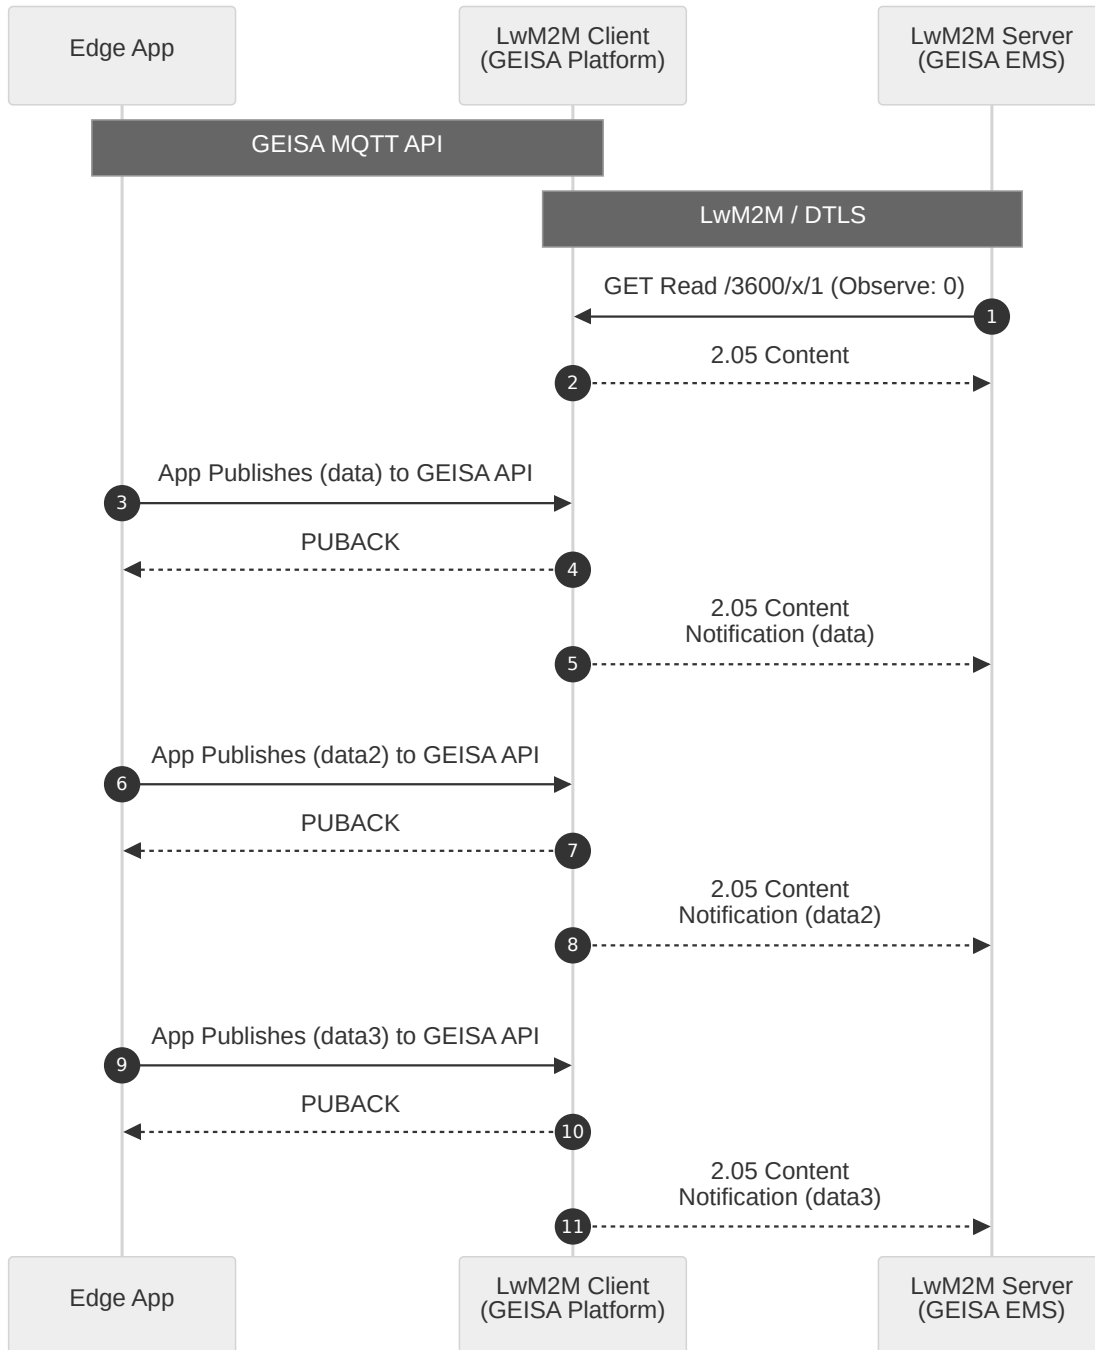 Edge App
LwM2M Client
(GEISA Platform)
LwM2M Server
(GEISA EMS)
GEISA MQTT API
LwM2M / DTLS
GET Read /3600/x/1 (Observe: 0)
1
2.05 Content
2
App Publishes (data) to GEISA API
3
PUBACK
4
2.05 Content
Notification (data)
5
App Publishes (data2) to GEISA API
6
PUBACK
7
2.05 Content
Notification (data2)
8
App Publishes (data3) to GEISA API
9
PUBACK
10
2.05 Content
Notification (data3)
11
Edge App
LwM2M Client
(GEISA Platform)
LwM2M Server
(GEISA EMS)